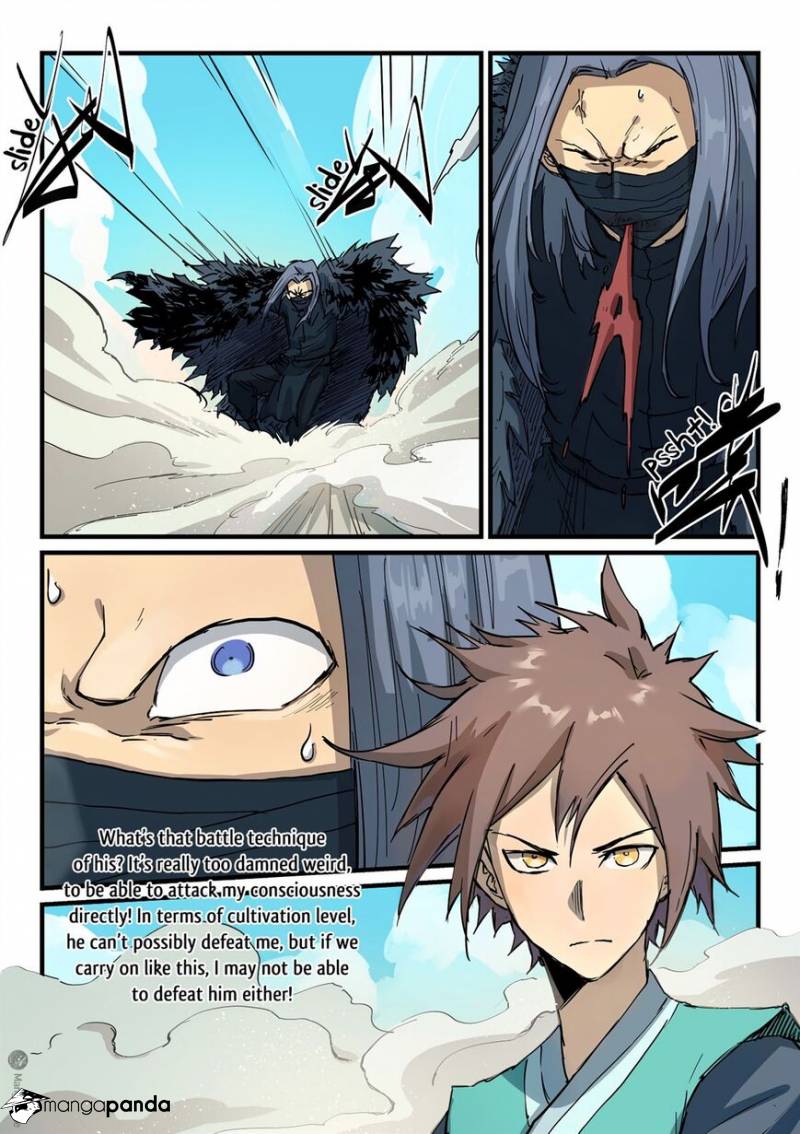 slide
slide
pssht!
What's that battle technique
of his? It's really too damned weird,
to be able to attack my consciousness
directly! In terms of cultivation level,
he can't possibly defeat me, but if we
carry on like this, I may not be able
to defeat him either!
mangapanda